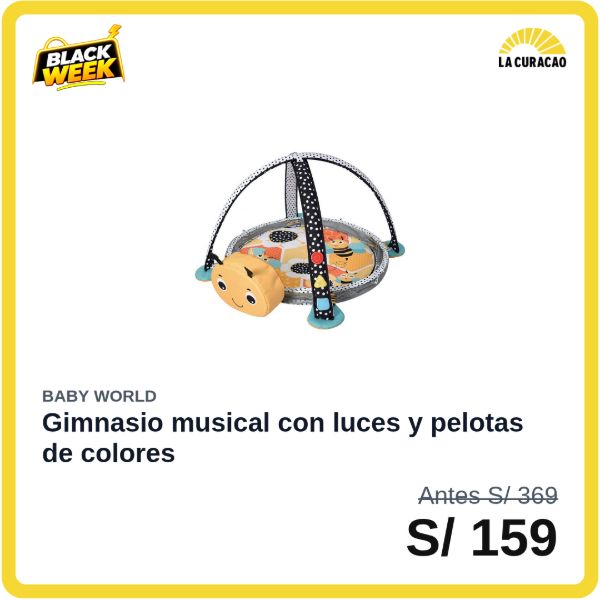 BLACK
WEEK
LA CURACAO
BABY WORLD
Gimnasio musical con luces y pelotas
de colores
Antes S/ 369
S/ 159